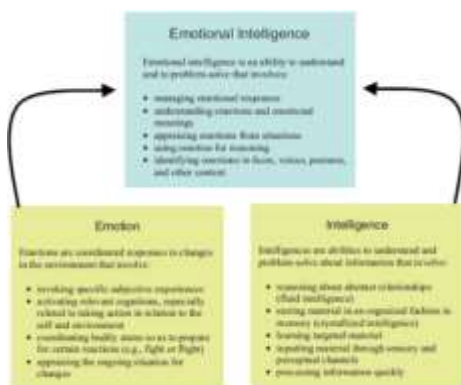 Emotional Intelligence
Emotional intelligence is an ability to understand
and to problem-solve that involves:
• managing emotional responses
• understanding emotions and emotional
meanings
• appraising emotions from situations
• using emotion for reasoning
• identifying emotions in faces, voices, postures,
and other content
Emotion
Emotions are coordinated responses to changes
in the environment that involve:
• invoking specific subjective experiences
• activating relevant cognitions, especially
related to taking action in relation to the
self and environment
• coordinating bodily states so as to prepare
for certain reactions (e.g., fight or flight)
• appraising the ongoing situation for
changes
Intelligence
Intelligences are abilities to understand and
problem-solve about information that involve:
• reasoning about abstract relationships
(fluid intelligence)
• storing material in an organized fashion in
memory (crystallized intelligence)
• learning targeted material
• inputting material through sensory and
perceptual channels
• processing information quickly